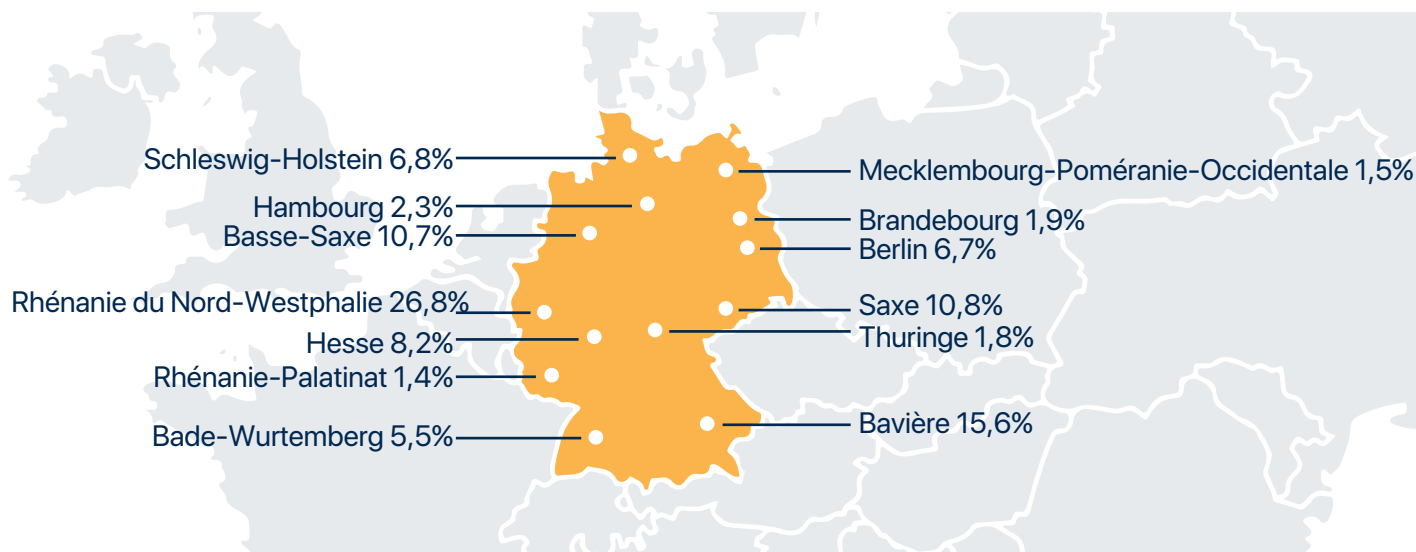 Schleswig-Holstein 6,8%
Hambourg 2,3%
Basse-Saxe 10,7%
Rhénanie du Nord-Westphalie 26,8%
Hesse 8,2%
Rhénanie-Palatinat 1,4%
Bade-Wurtemberg 5,5%
Mecklembourg-Poméranie-Occidentale 1,5%
Brandebourg 1,9%
Berlin 6,7%
Saxe 10,8%
Thuringe 1,8%
Bavière 15,6%